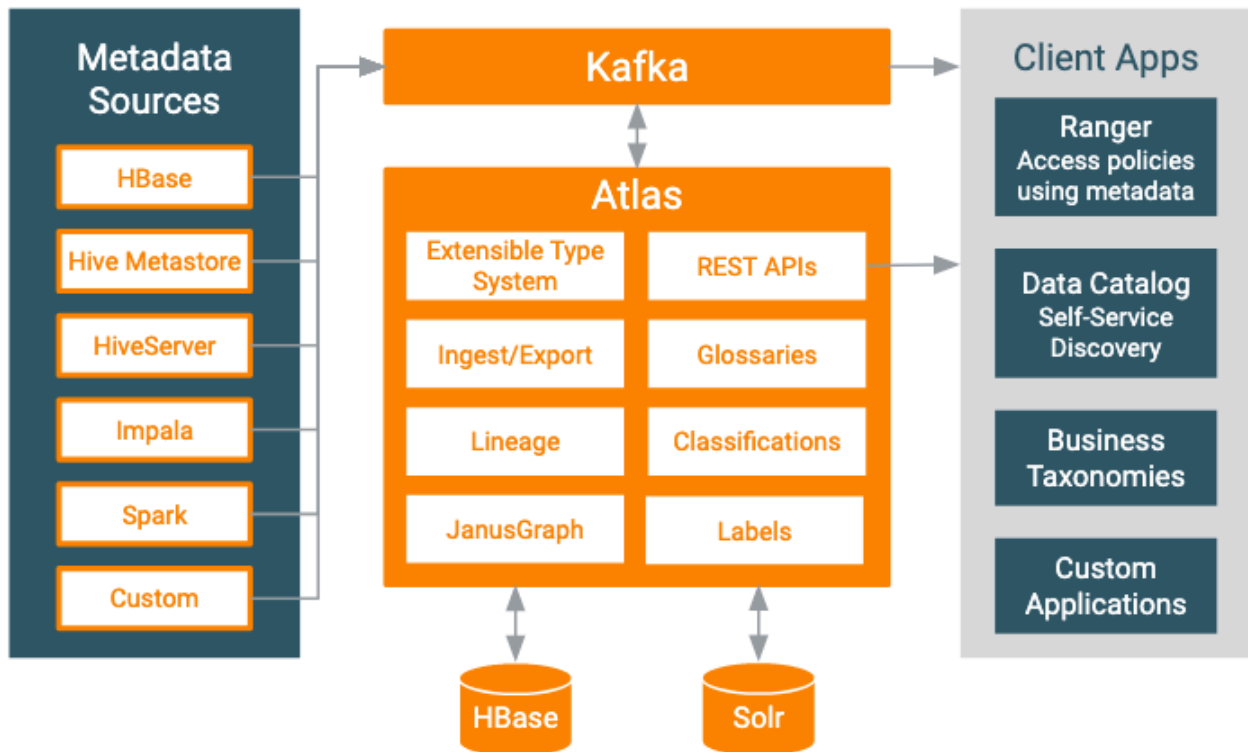 Metadata
Sources
HBase
Hive Metastore
HiveServer
Impala
Spark
Custom
Kafka
Atlas
Extensible Type
System
REST APIs
Ingest/Export
Glossaries
Lineage
Classifications
JanusGraph
Labels
HBase
Solr
Client Apps
Ranger
Access policies
using metadata
Data Catalog
Self-Service
Discovery
Business
Taxonomies
Custom
Applications